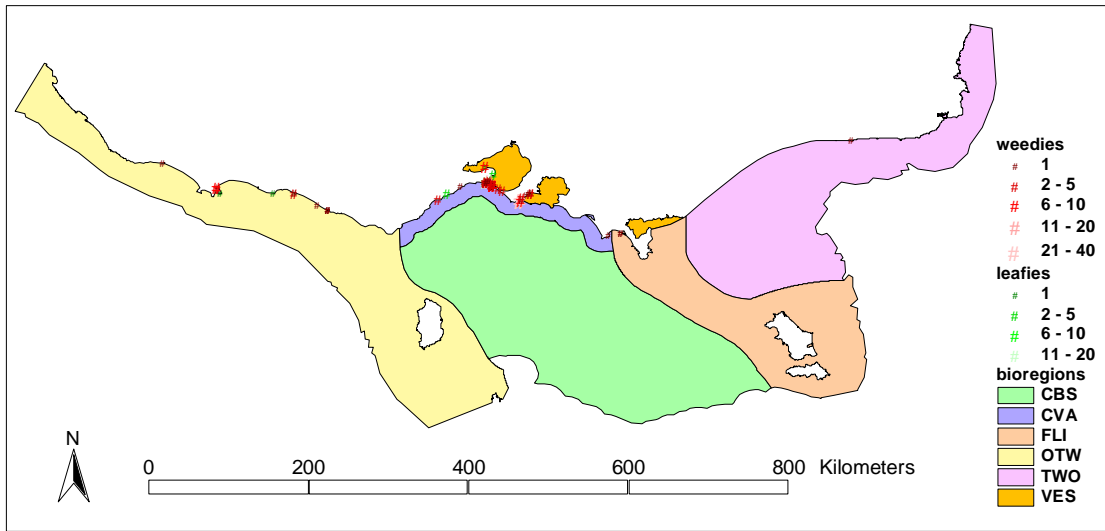 weedies
# 1
# 2 - 5
# 6 - 10
# 11 - 20
# 21 - 40
leafies
# 1
# 2 - 5
# 6 - 10
# 11 - 20
bioregions
CBS
CVA
FLI
OTW
TWO
VES
N
0 200 400 600 800 Kilometers